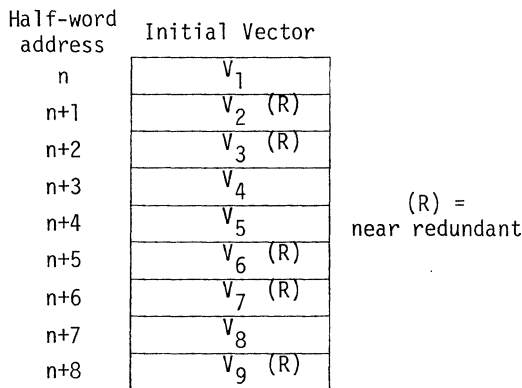 Half-word address Initial Vector
n V1
n+1 V2 (R)
n+2 V3 (R)
n+3 V4
n+4 V5
n+5 V6 (R)
n+6 V7 (R)
n+7 V8
n+8 V9 (R)
(R) =
near redundant